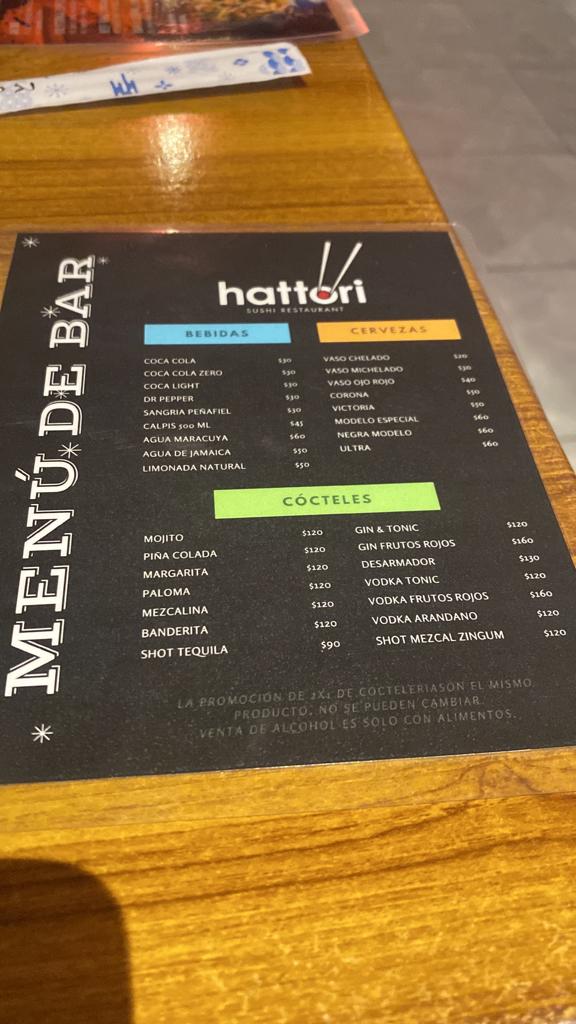 MENÚ DE BAR
hattori
SUSHI RESTAURANT
BEBIDAS
COCA COLA $30
COCA COLA ZERO $30
COCA LIGHT $30
DR PEPPER $30
SANGRIA PEÑAFIEL $30
CALPIS 500 ML $45
AGUA MARACUYA $60
AGUA DE JAMAICA $50
LIMONADA NATURAL $50
CERVEZAS
VASO CHELADO $20
VASO MICHELADO $30
VASO OJO ROJO $40
CORONA $50
VICTORIA $50
MODELO ESPECIAL $60
NEGRA MODELO $60
ULTRA $60
CÓCTELES
MOJITO $120
PIÑA COLADA $120
MARGARITA $120
PALOMA $120
MEZCALINA $120
BANDERITA $120
SHOT TEQUILA $90
GIN & TONIC $120
GIN FRUTOS ROJOS $160
DESARMADOR $130
VODKA TONIC $120
VODKA FRUTOS ROJOS $160
VODKA ARANDANO $120
SHOT MEZCAL ZINGUM $120
LA PROMOCIÓN DE 2X1 DE COCTELERIASON EL MISMO
PRODUCTO, NO SE PUEDEN CAMBIAR.
VENTA DE ALCOHOL ES SOLO CON ALIMENTOS.